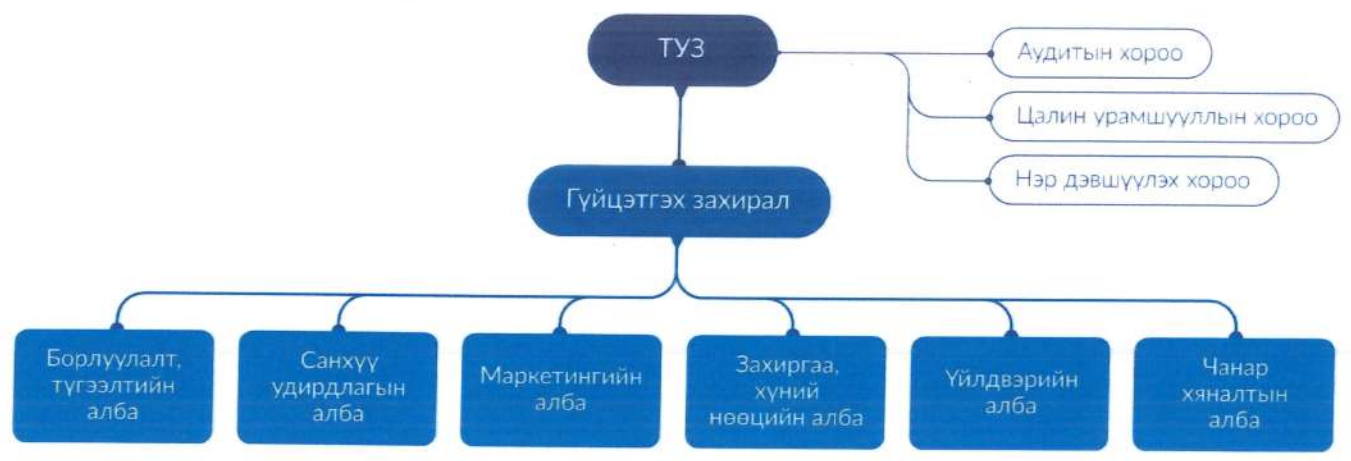 ТУЗ
Аудитын хороо
Цалин урамшууллын хороо
Нэр дэвшүүлэх хороо
Гүйцэтгэх захирал
Борлуулалт,
түгээлтийн
алба
Санхүү
удирдлагын
алба
Маркетингийн
алба
Захиргаа,
хүний
нөөцийн алба
Үйлдвэрийн
алба
Чанар
хяналтын
алба